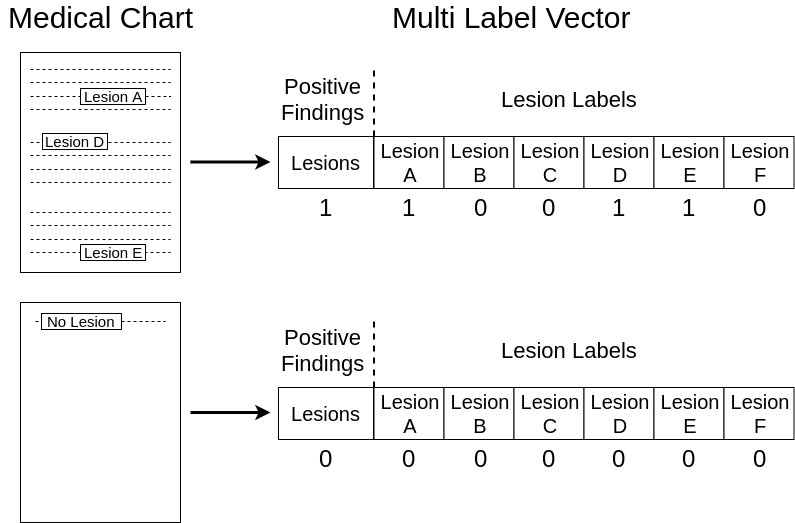 Medical Chart
Multi Label Vector
Lesion A
Lesion D
Lesion E
Positive
Findings
Lesion Labels
Lesions
Lesion A
Lesion B
Lesion C
Lesion D
Lesion E
Lesion F
1 1 0 0 1 1 0
No Lesion
Positive
Findings
Lesion Labels
Lesions
Lesion A
Lesion B
Lesion C
Lesion D
Lesion E
Lesion F
0 0 0 0 0 0 0